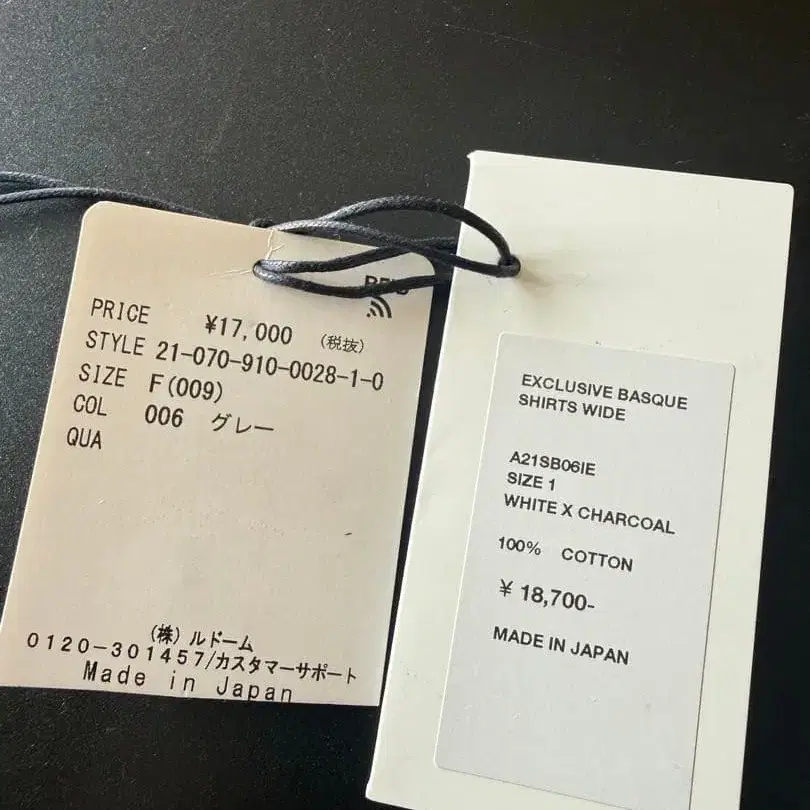 PRICE ¥17,000 (税抜)
STYLE 21-070-910-0028-1-0
SIZE F(009)
COL 006 グレー
QUA
(株)ルドーム
0120-301457/カスタマーサポート
Made in Japan
EXCLUSIVE BASQUE
SHIRTS WIDE
A21SB06IE
SIZE 1
WHITE X CHARCOAL
100% COTTON
¥ 18,700-
MADE IN JAPAN